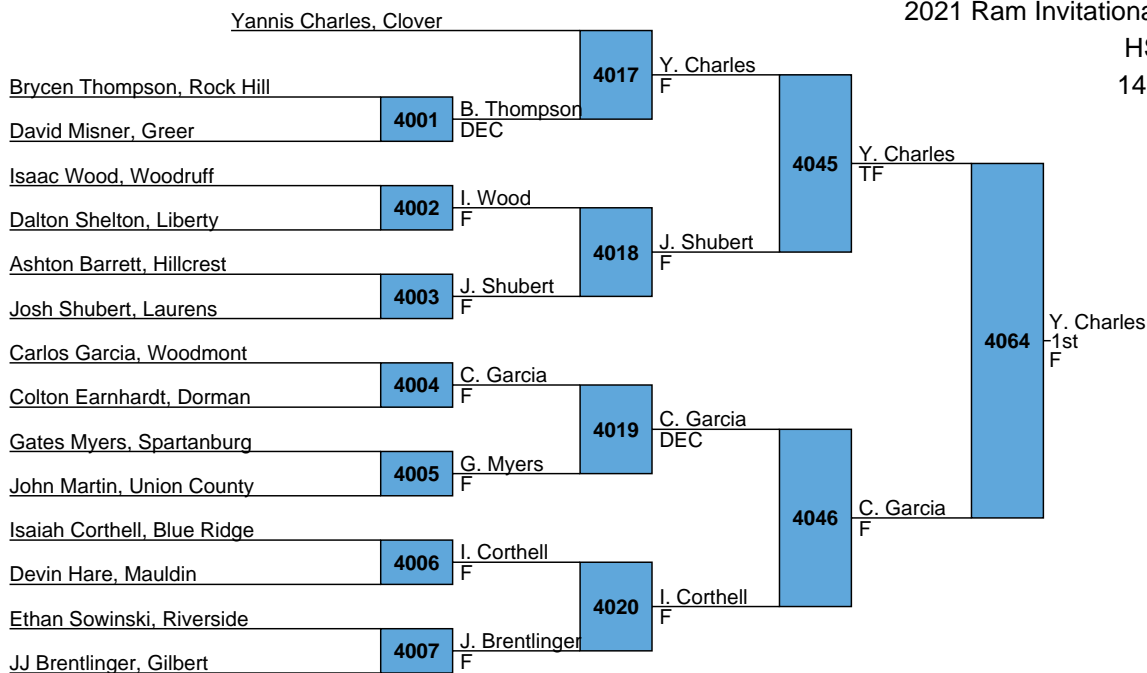 2021 Ram Invitationa
HS
14
Yannis Charles, Clover
4017
Y. Charles
F
Brycen Thompson, Rock Hill
4001
B. Thompson
DEC
David Misner, Greer
4045
Y. Charles
TF
Isaac Wood, Woodruff
4002
I. Wood
F
Dalton Shelton, Liberty
4018
J. Shubert
F
Ashton Barrett, Hillcrest
4003
J. Shubert
F
Josh Shubert, Laurens
4064
Y. Charles
1st
F
Carlos Garcia, Woodmont
4004
C. Garcia
F
Colton Earnhardt, Dorman
4019
C. Garcia
DEC
Gates Myers, Spartanburg
4005
G. Myers
F
John Martin, Union County
4046
C. Garcia
F
Isaiah Corthell, Blue Ridge
4006
I. Corthell
F
Devin Hare, Mauldin
4020
I. Corthell
F
Ethan Sowinski, Riverside
4007
J. Brentlinger
F
JJ Brentlinger, Gilbert